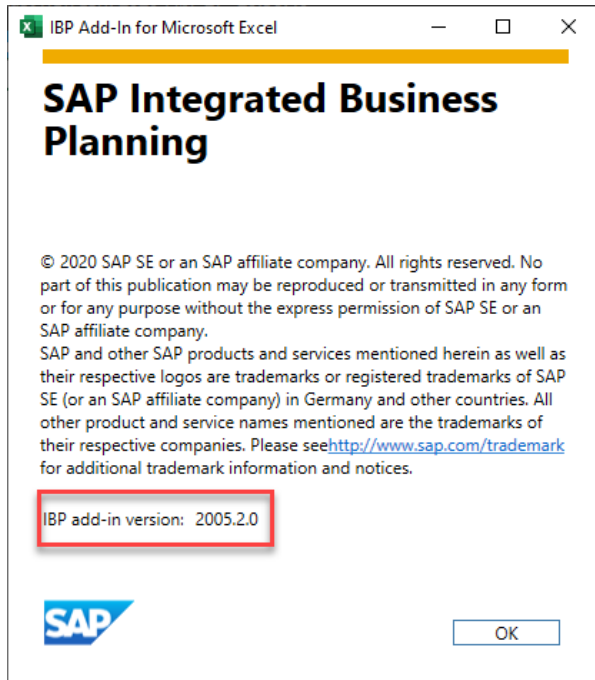 IBP Add-In for Microsoft Excel
SAP Integrated Business
Planning
© 2020 SAP SE or an SAP affiliate company. All rights reserved. No
part of this publication may be reproduced or transmitted in any form
or for any purpose without the express permission of SAP SE or an
SAP affiliate company.
SAP and other SAP products and services mentioned herein as well as
their respective logos are trademarks or registered trademarks of SAP
SE (or an SAP affiliate company) in Germany and other countries. All
other product and service names mentioned are the trademarks of
their respective companies. Please seehttp://www.sap.com/trademark
for additional trademark information and notices.
IBP add-in version: 2005.2.0
SAP
OK